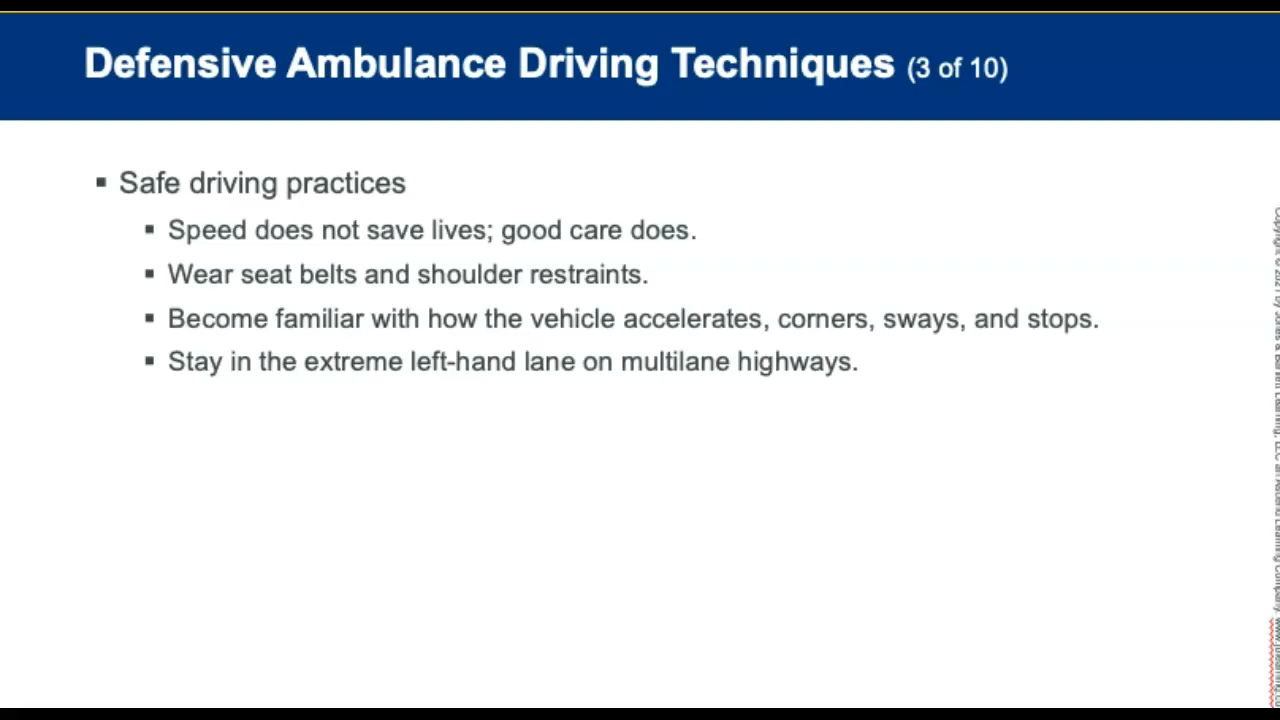 Defensive Ambulance Driving Techniques (3 of 10)
▪ Safe driving practices
▪ Speed does not save lives; good care does.
▪ Wear seat belts and shoulder restraints.
▪ Become familiar with how the vehicle accelerates, corners, sways, and stops.
▪ Stay in the extreme left-hand lane on multilane highways.